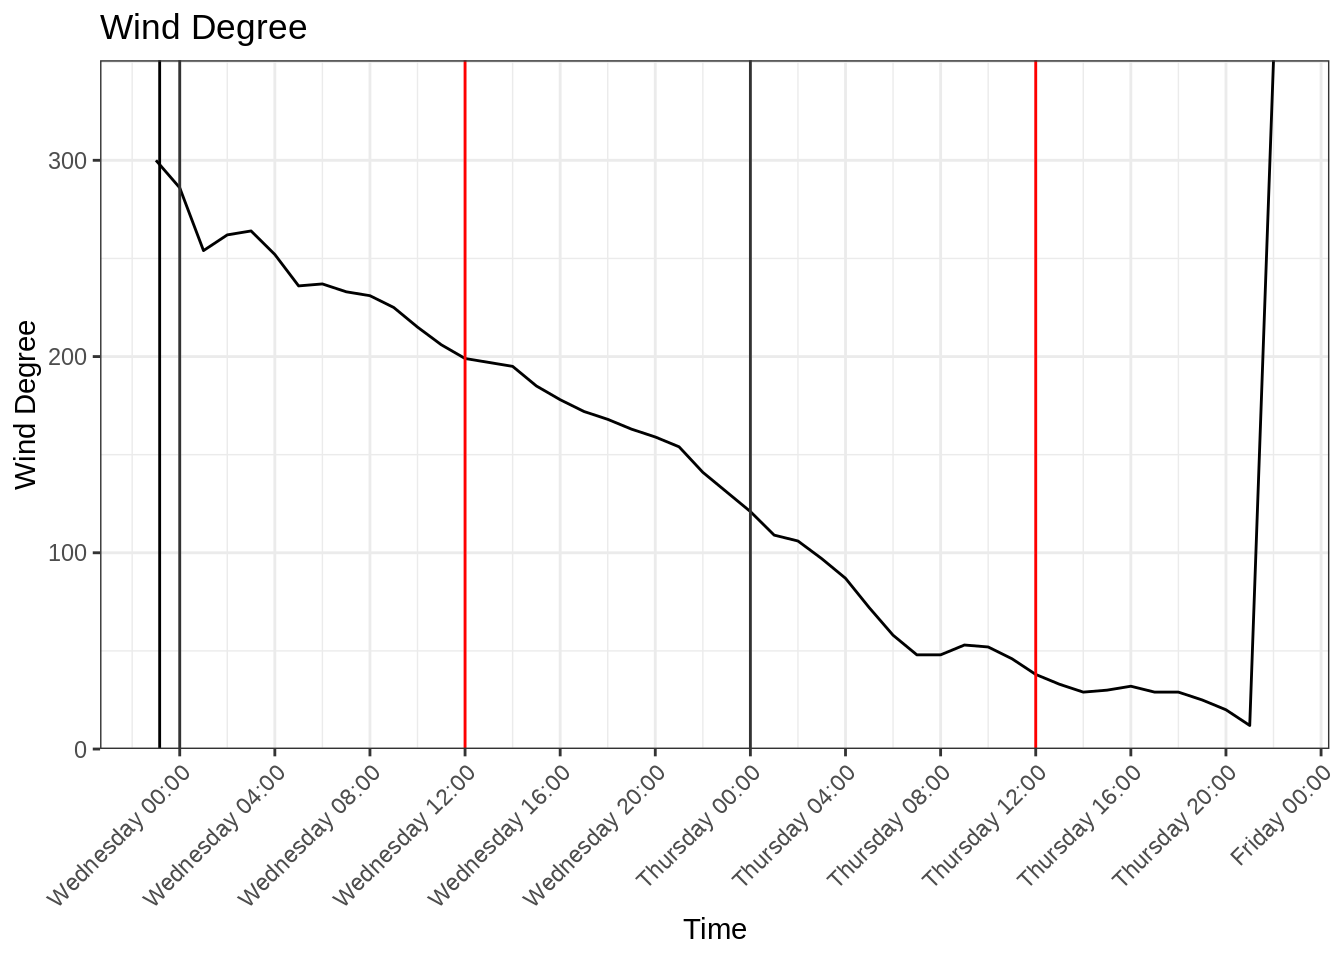 Wind Degree
Wind Degree
300
200
100
0
Wednesday 00:00
Wednesday 04:00
Wednesday 08:00
Wednesday 12:00
Wednesday 16:00
Wednesday 20:00
Thursday 00:00
Thursday 04:00
Thursday 08:00
Thursday 12:00
Thursday 16:00
Thursday 20:00
Friday 00:00
Time